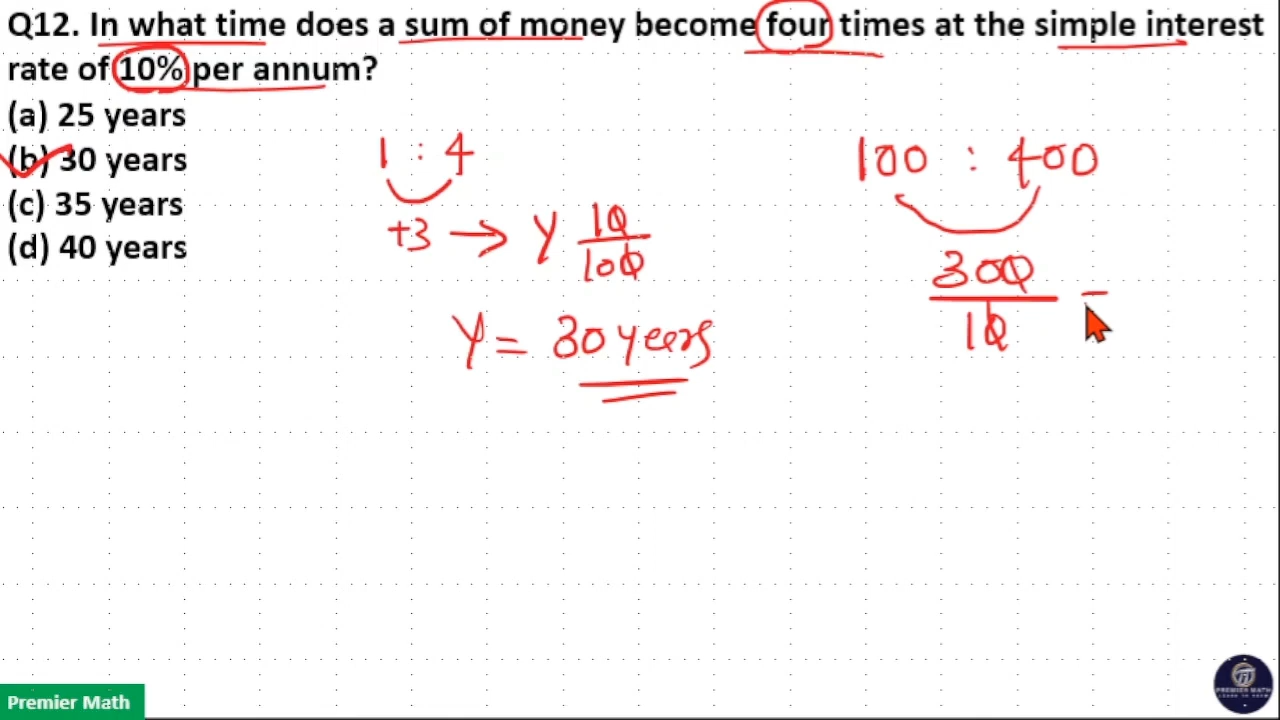 Q12. In what time does a sum of money become four times at the simple interest
rate of 10% per annum?
(a) 25 years
(b) 30 years
(c) 35 years
(d) 40 years
1 : 4
+3 → Y 10/100
Y = 30 years
100 : 400
300/10 =
Premier Math
PREMIER MATH